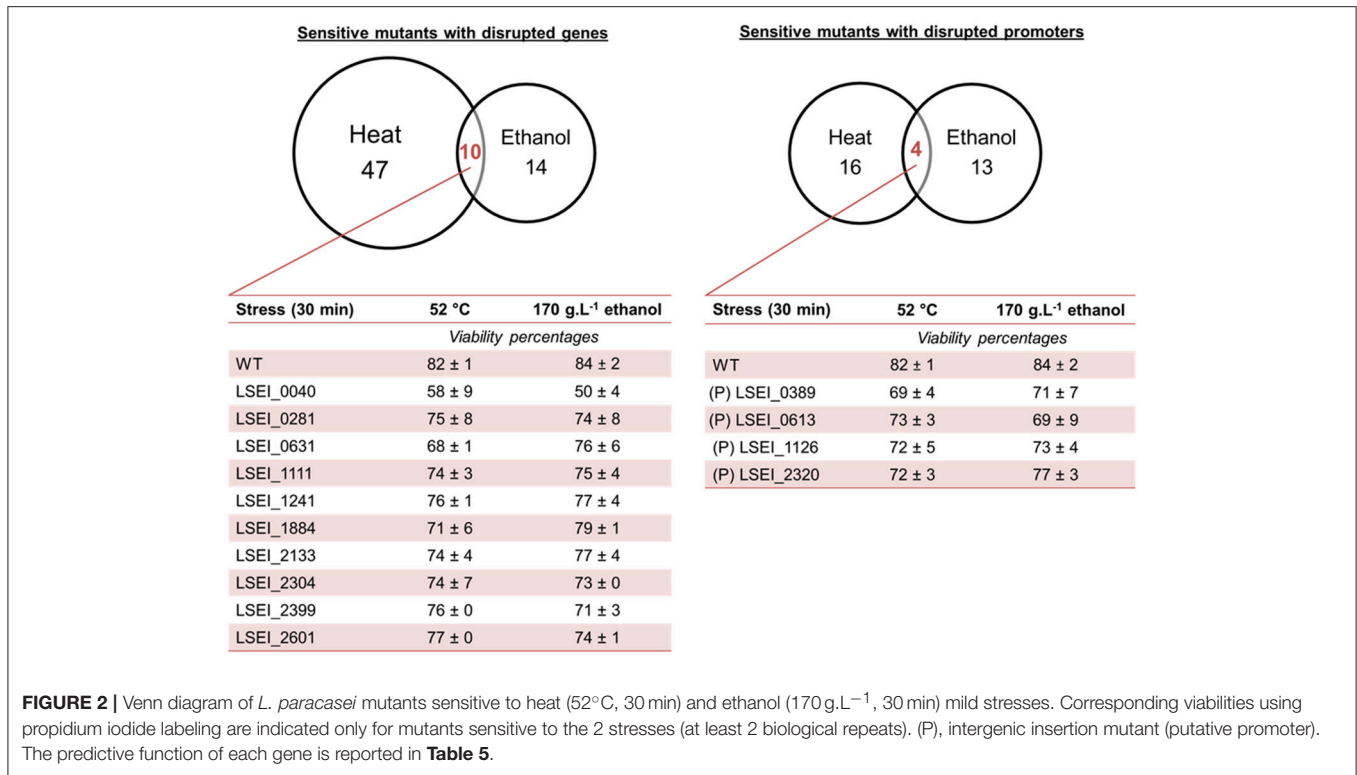 Sensitive mutants with disrupted genes
Heat
47
10
Ethanol
14
Stress (30 min) 52 °C 170 g.L-1 ethanol
Viability percentages
WT 82 ± 1 84 ± 2
LSEI_0040 58 ± 9 50 ± 4
LSEI_0281 75 ± 8 74 ± 8
LSEI_0631 68 ± 1 76 ± 6
LSEI_1111 74 ± 3 75 ± 4
LSEI_1241 76 ± 1 77 ± 4
LSEI_1884 71 ± 6 79 ± 1
LSEI_2133 74 ± 4 77 ± 4
LSEI_2304 74 ± 7 73 ± 0
LSEI_2399 76 ± 0 71 ± 3
LSEI_2601 77 ± 0 74 ± 1
Sensitive mutants with disrupted promoters
Heat
16
4
Ethanol
13
Stress (30 min) 52 °C 170 g.L-1 ethanol
Viability percentages
WT 82 ± 1 84 ± 2
(P) LSEI_0389 69 ± 4 71 ± 7
(P) LSEI_0613 73 ± 3 69 ± 9
(P) LSEI_1126 72 ± 5 73 ± 4
(P) LSEI_2320 72 ± 3 77 ± 3
FIGURE 2 | Venn diagram of L. paracasei mutants sensitive to heat (52°C, 30 min) and ethanol (170 g.L−1, 30 min) mild stresses. Corresponding viabilities using
propidium iodide labeling are indicated only for mutants sensitive to the 2 stresses (at least 2 biological repeats). (P), intergenic insertion mutant (putative promoter).
The predictive function of each gene is reported in Table 5.